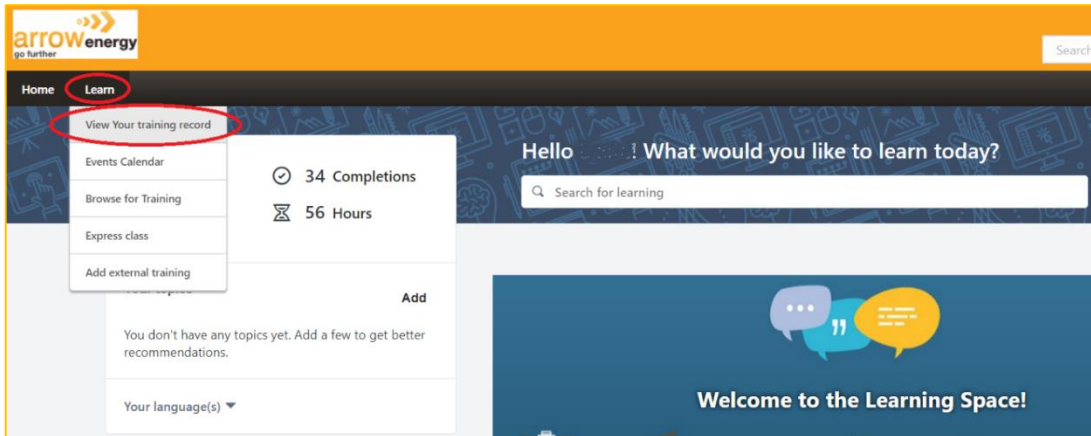 arrowenergy
go further
Search
Home Learn
View Your training record
Events Calendar
Browse for Training
Express class
Add external training
34 Completions
56 Hours
Hello ! What would you like to learn today?
Search for learning
Add
You don't have any topics yet. Add a few to get better
recommendations.
Your language(s)
Welcome to the Learning Space!